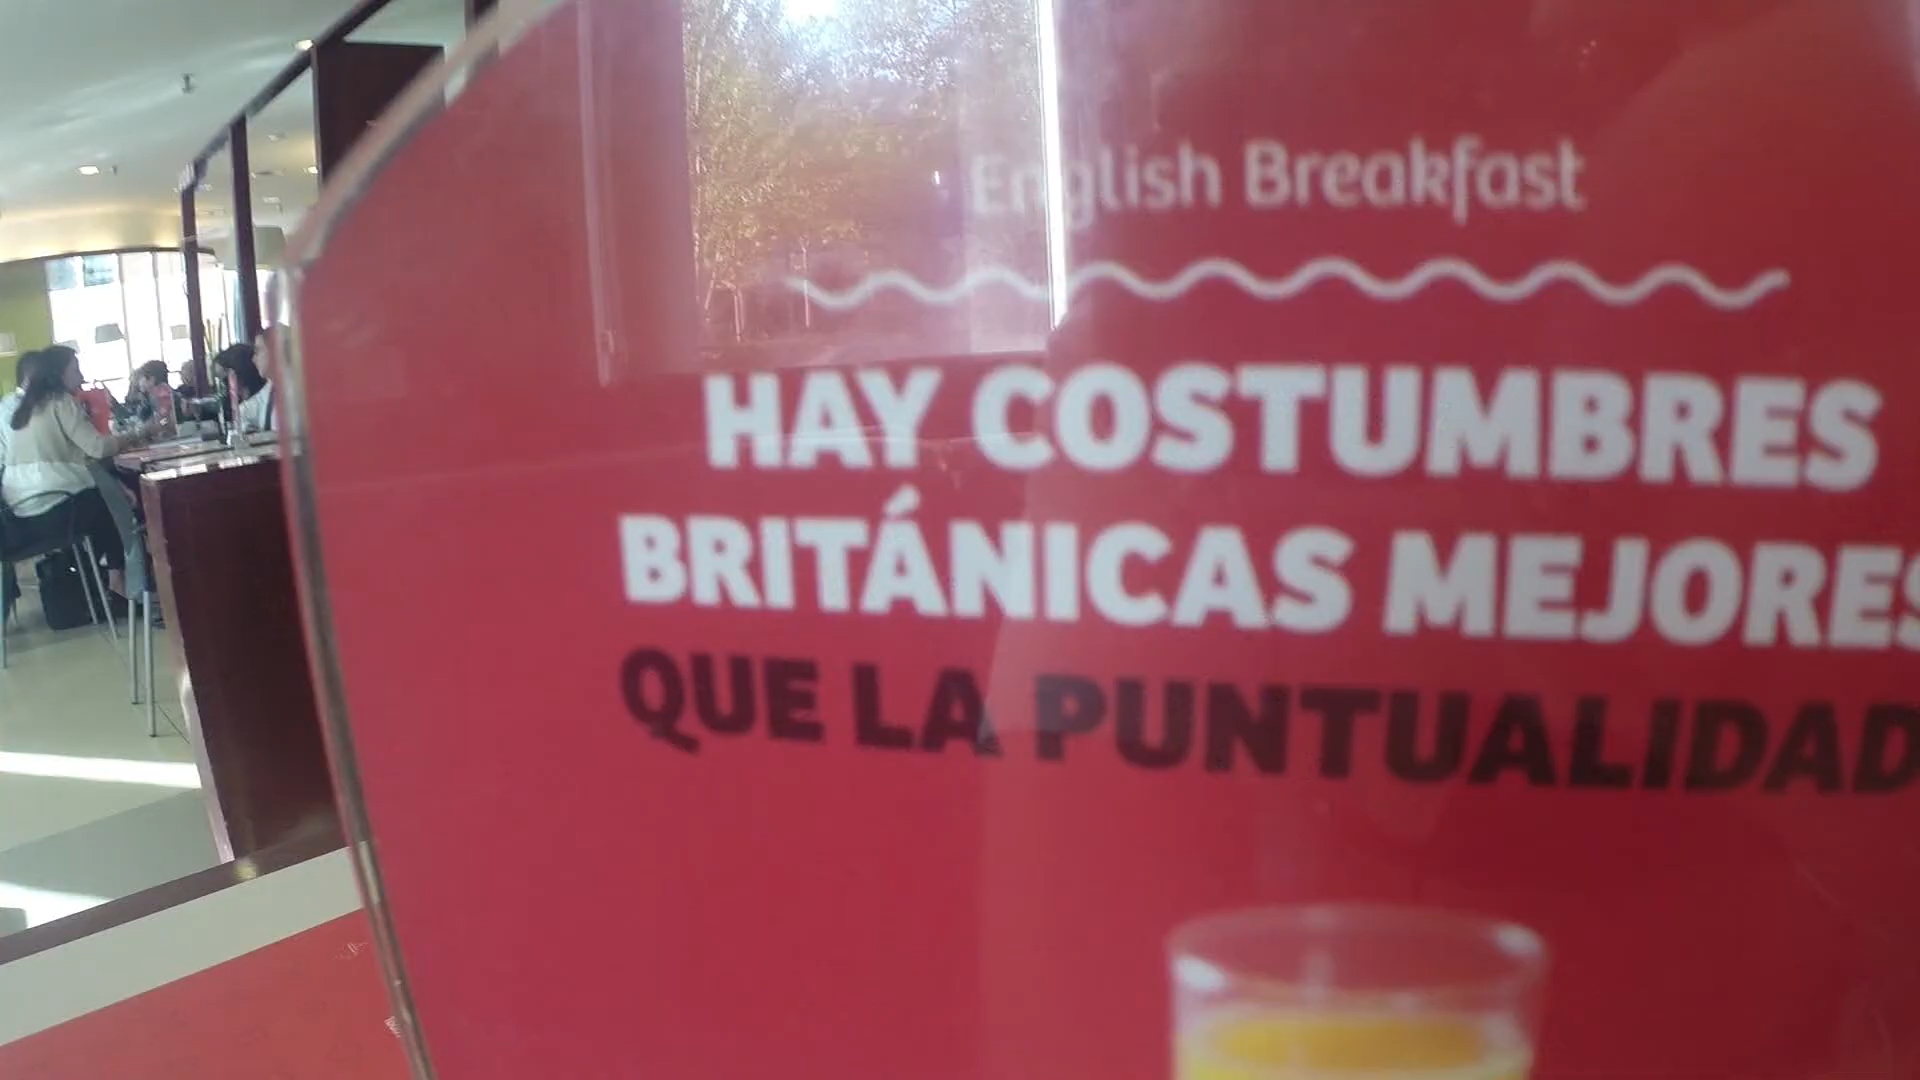 English Breakfast
HAY COSTUMBRES
BRITÁNICAS MEJORES
QUE LA PUNTUALIDAD